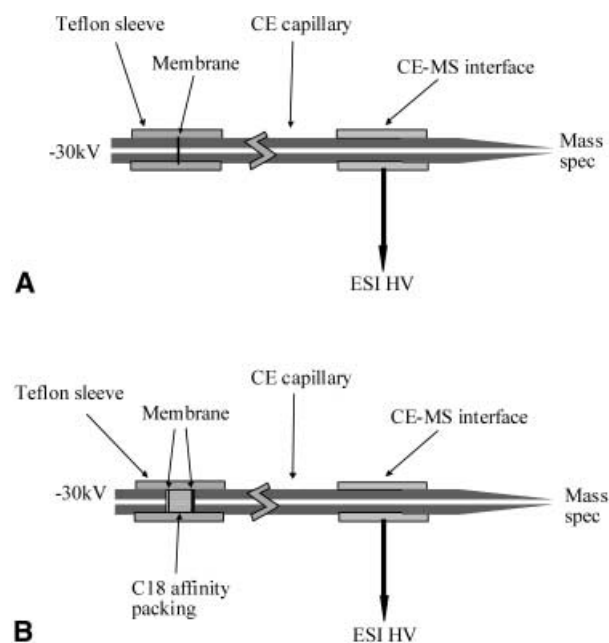 Teflon sleeve
CE capillary
Membrane
CE-MS interface
-30kV
Mass
spec
A
ESI HV
CE capillary
Teflon sleeve
Membrane
CE-MS interface
-30kV
Mass
spec
C18 affinity
packing
B
ESI HV